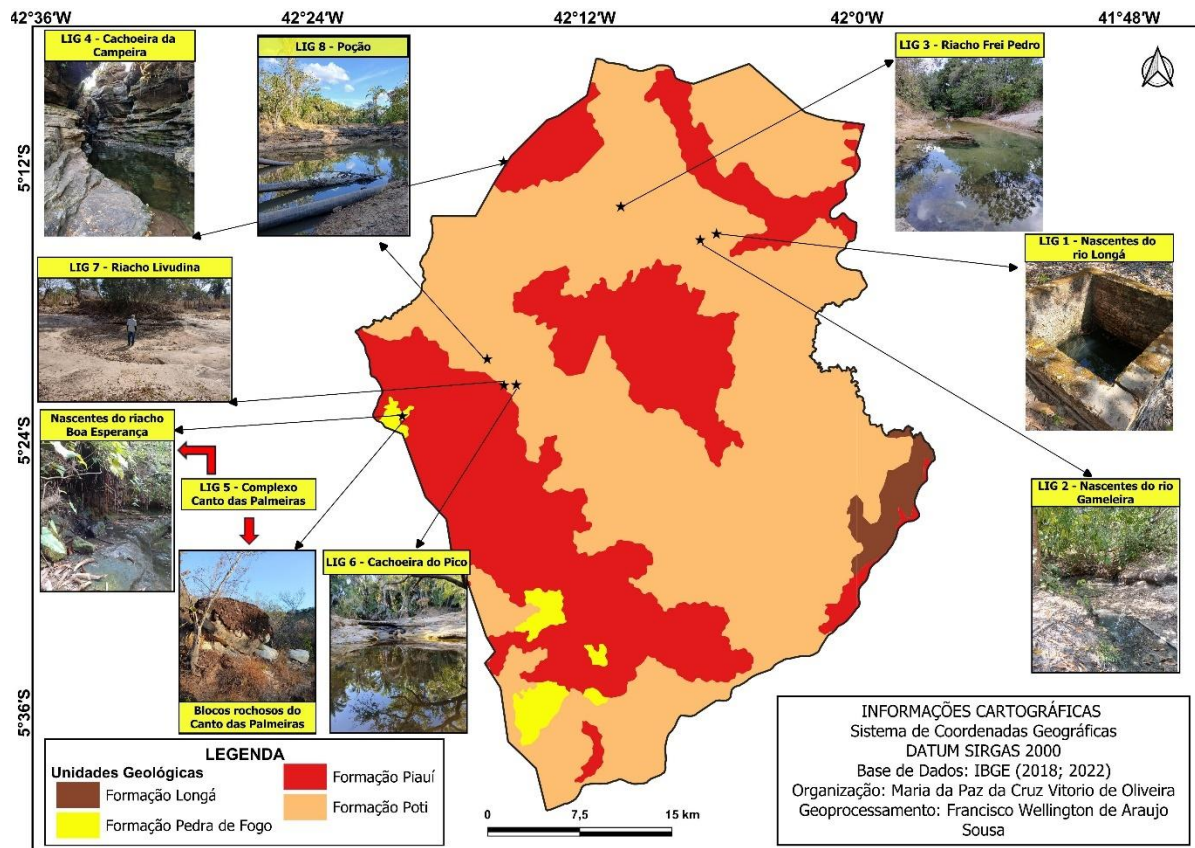 42°36'W
42°24'W
42°12'W
42°0'W
41°48'W
5°12'S
5°24'S
5°36'S
LIG 4 - Cachoeira da
Campeira
LIG 8 - Poção
LIG 3 - Riacho Frei Pedro
LIG 7 - Riacho Livudina
LIG 1 - Nascentes do
rio Longá
Nascentes do riacho
Boa Esperança
LIG 5 - Complexo
Canto das Palmeiras
LIG 6 - Cachoeira do Pico
LIG 2 - Nascentes do rio
Gameleira
Blocos rochosos do
Canto das Palmeiras
LEGENDA
Unidades Geológicas
Formação Longá
Formação Pedra de Fogo
Formação Piauí
Formação Poti
0 7,5 15 km
INFORMAÇÕES CARTOGRÁFICAS
Sistema de Coordenadas Geográficas
DATUM SIRGAS 2000
Base de Dados: IBGE (2018; 2022)
Organização: Maria da Paz da Cruz Vitorio de Oliveira
Geoprocessamento: Francisco Wellington de Araujo
Sousa